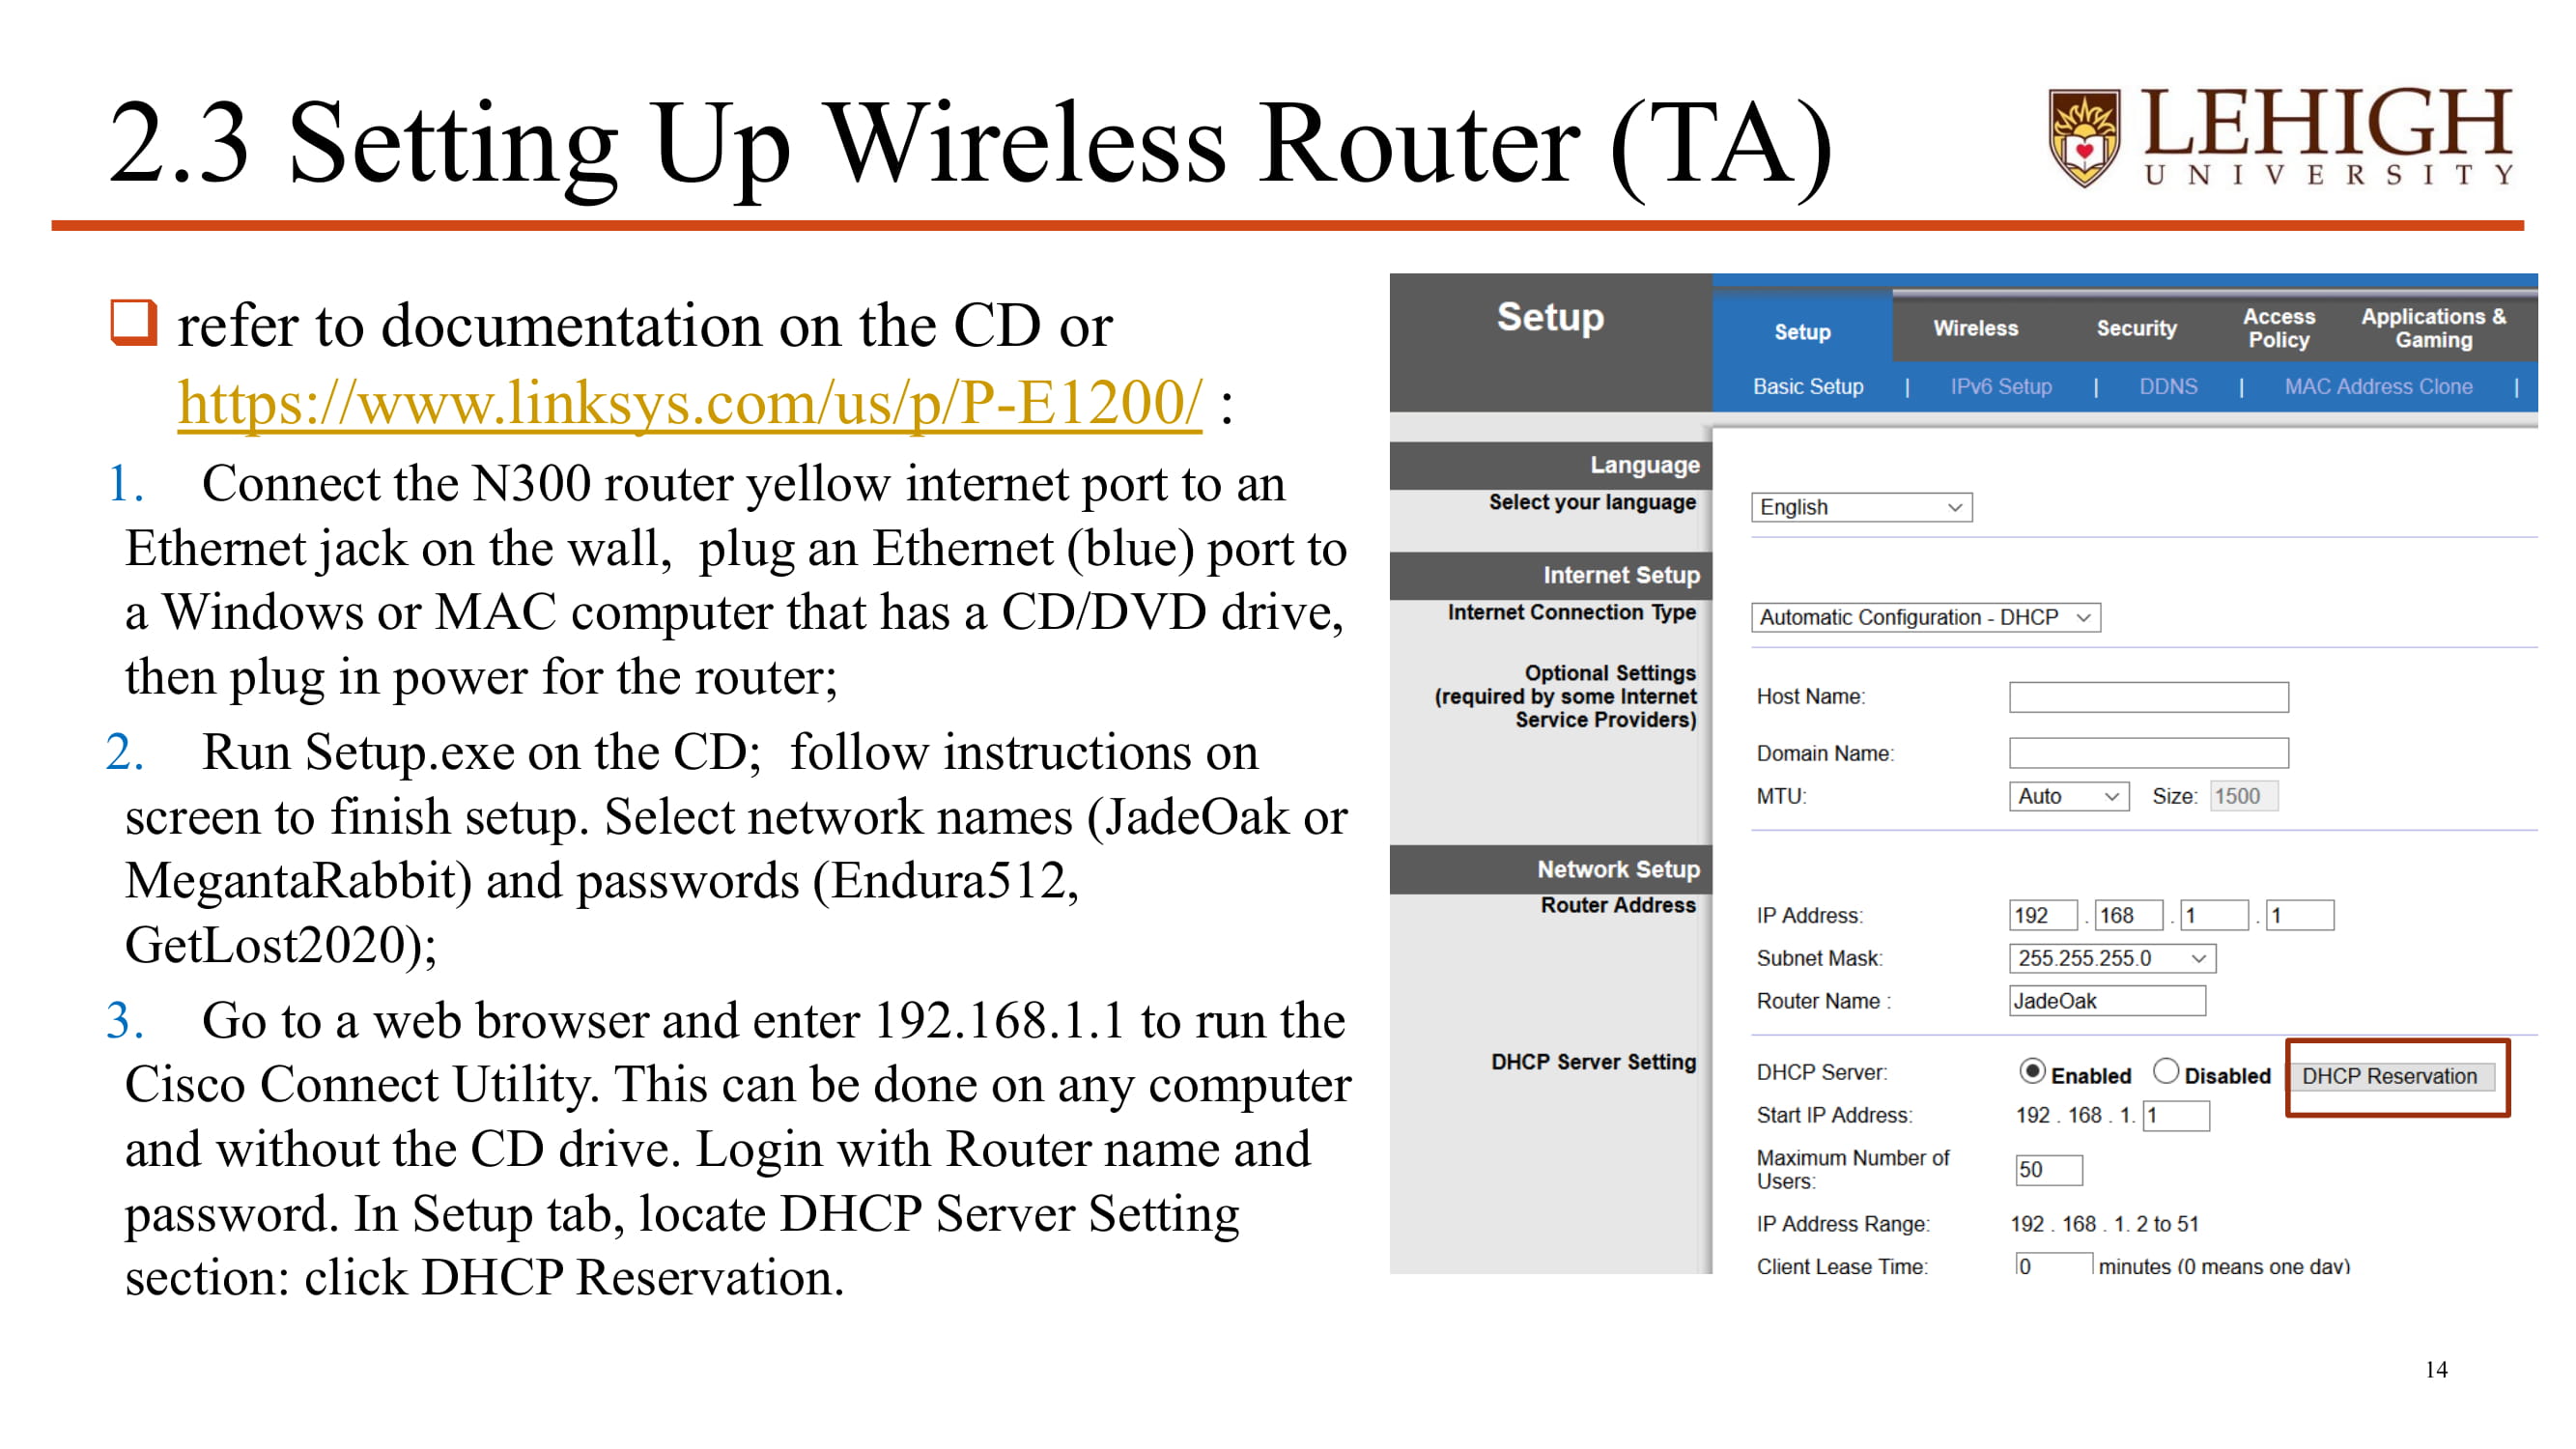 2.3 Setting Up Wireless Router (TA)
LEHIGH
UNIVERSITY
refer to documentation on the CD or
https://www.linksys.com/us/p/P-E1200/ :
1. Connect the N300 router yellow internet port to an
Ethernet jack on the wall, plug an Ethernet (blue) port to
a Windows or MAC computer that has a CD/DVD drive,
then plug in power for the router;
2. Run Setup.exe on the CD; follow instructions on
screen to finish setup. Select network names (JadeOak or
MegantaRabbit) and passwords (Endura512,
GetLost2020);
3. Go to a web browser and enter 192.168.1.1 to run the
Cisco Connect Utility. This can be done on any computer
and without the CD drive. Login with Router name and
password. In Setup tab, locate DHCP Server Setting
section: click DHCP Reservation.
Setup
Setup Wireless Security Access Policy Applications & Gaming
Basic Setup | IPv6 Setup | DDNS | MAC Address Clone |
Language
Select your language English
Internet Setup
Internet Connection Type Automatic Configuration - DHCP
Optional Settings
(required by some Internet
Service Providers)
Host Name:
Domain Name:
MTU: Auto Size: 1500
Network Setup
Router Address
IP Address: 192 . 168 . 1 . 1
Subnet Mask: 255.255.255.0
Router Name : JadeOak
DHCP Server Setting
DHCP Server: Enabled Disabled DHCP Reservation
Start IP Address: 192 . 168 . 1. 1
Maximum Number of
Users: 50
IP Address Range: 192 . 168 . 1. 2 to 51
Client Lease Time: 0 minutes (0 means one day)
14